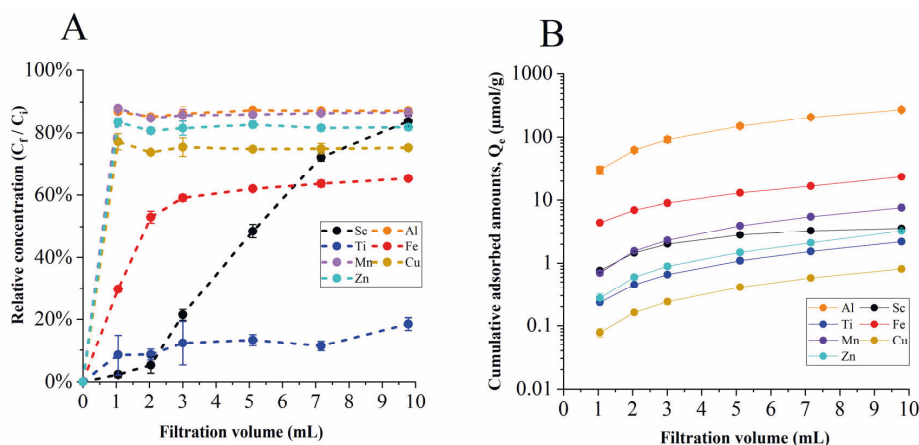 A
Relative concentration (Cf / Ci)
100%
80%
60%
40%
20%
0%
0 1 2 3 4 5 6 7 8 9 10
Filtration volume (mL)
Sc Al
Ti Fe
Mn Cu
Zn
B
Cumulative adsorbed amounts, Qe (μmol/g)
1000
100
10
1
0.1
0.01
0 1 2 3 4 5 6 7 8 9 10
Filtration volume (mL)
Al Sc
Ti Fe
Mn Cu
Zn